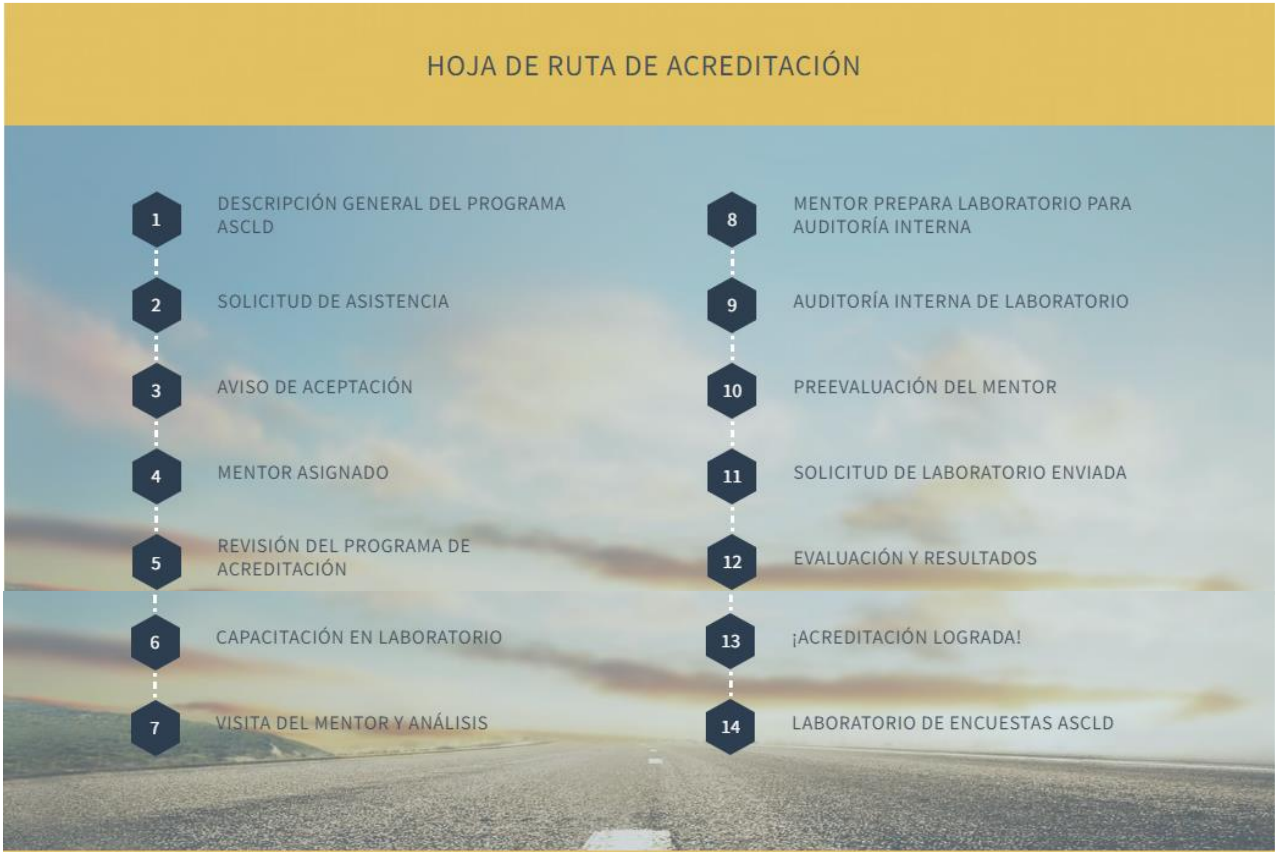 HOJA DE RUTA DE ACREDITACIÓN
1
DESCRIPCIÓN GENERAL DEL PROGRAMA
ASCLD
2
SOLICITUD DE ASISTENCIA
3
AVISO DE ACEPTACIÓN
4
MENTOR ASIGNADO
5
REVISIÓN DEL PROGRAMA DE
ACREDITACIÓN
6
CAPACITACIÓN EN LABORATORIO
7
VISITA DEL MENTOR Y ANÁLISIS
8
MENTOR PREPARA LABORATORIO PARA
AUDITORÍA INTERNA
9
AUDITORÍA INTERNA DE LABORATORIO
10
PREEVALUACIÓN DEL MENTOR
11
SOLICITUD DE LABORATORIO ENVIADA
12
EVALUACIÓN Y RESULTADOS
13
¡ACREDITACIÓN LOGRADA!
14
LABORATORIO DE ENCUESTAS ASCLD